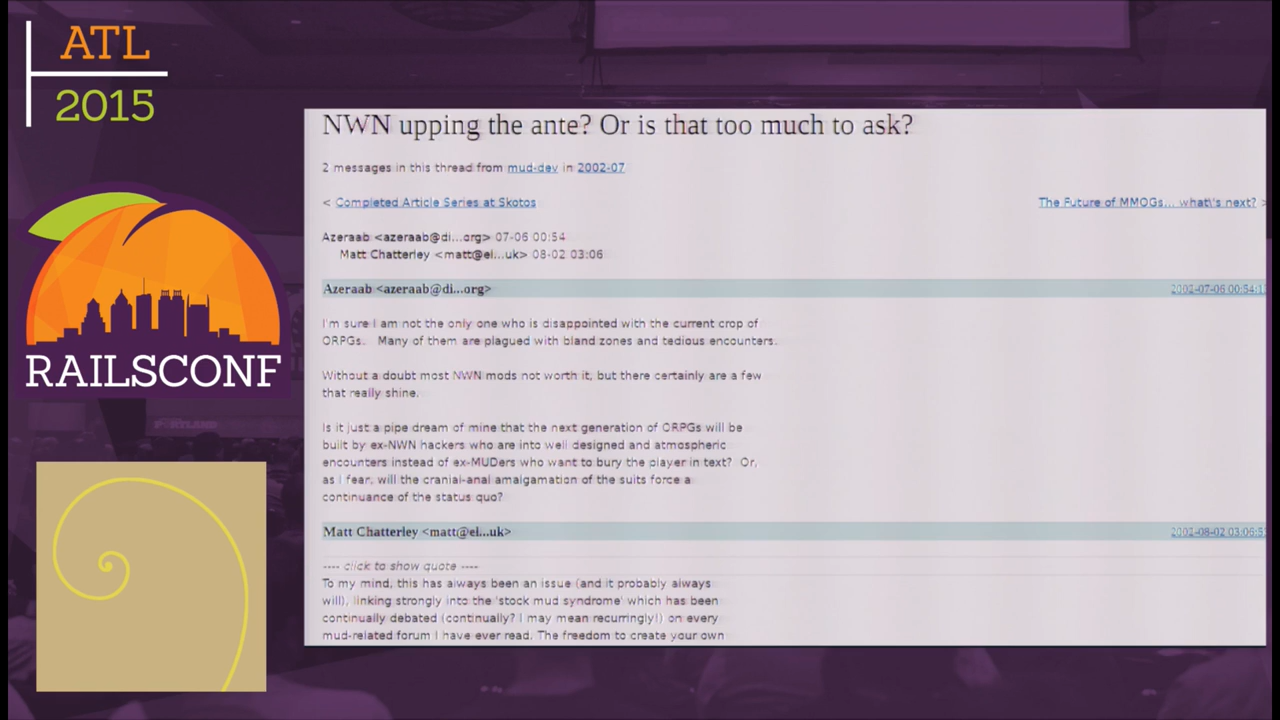 ATL
2015
RAILSCONF
NWN upping the ante? Or is that too much to ask?
2 messages in this thread from mud-dev in 2002-07
< Completed Article Series at Skotos
The Future of MMOGs... what\'s next? >
Azeraab <azeraab@di...org> 07-06 00:54
Matt Chatterley <matt@el...uk> 08-02 03:06
Azeraab <azeraab@di...org>
2002-07-06 00:54:1
I'm sure I am not the only one who is disappointed with the current crop of
ORPGs. Many of them are plagued with bland zones and tedious encounters.
Without a doubt most NWN mods not worth it, but there certainly are a few
that really shine.
Is it just a pipe dream of mine that the next generation of ORPGs will be
built by ex-NWN hackers who are into well designed and atmospheric
encounters instead of ex-MUDers who want to bury the player in text? Or,
as I fear, will the cranial-anal amalgamation of the suits force a
continuance of the status quo?
Matt Chatterley <matt@el...uk>
2002-08-02 03:06:5
---- click to show quote ----
To my mind, this has always been an issue (and it probably always
will), linking strongly into the 'stock mud syndrome' which has been
continually debated (continually? I may mean recurringly!) on every
mud-related forum I have ever read. The freedom to create your own